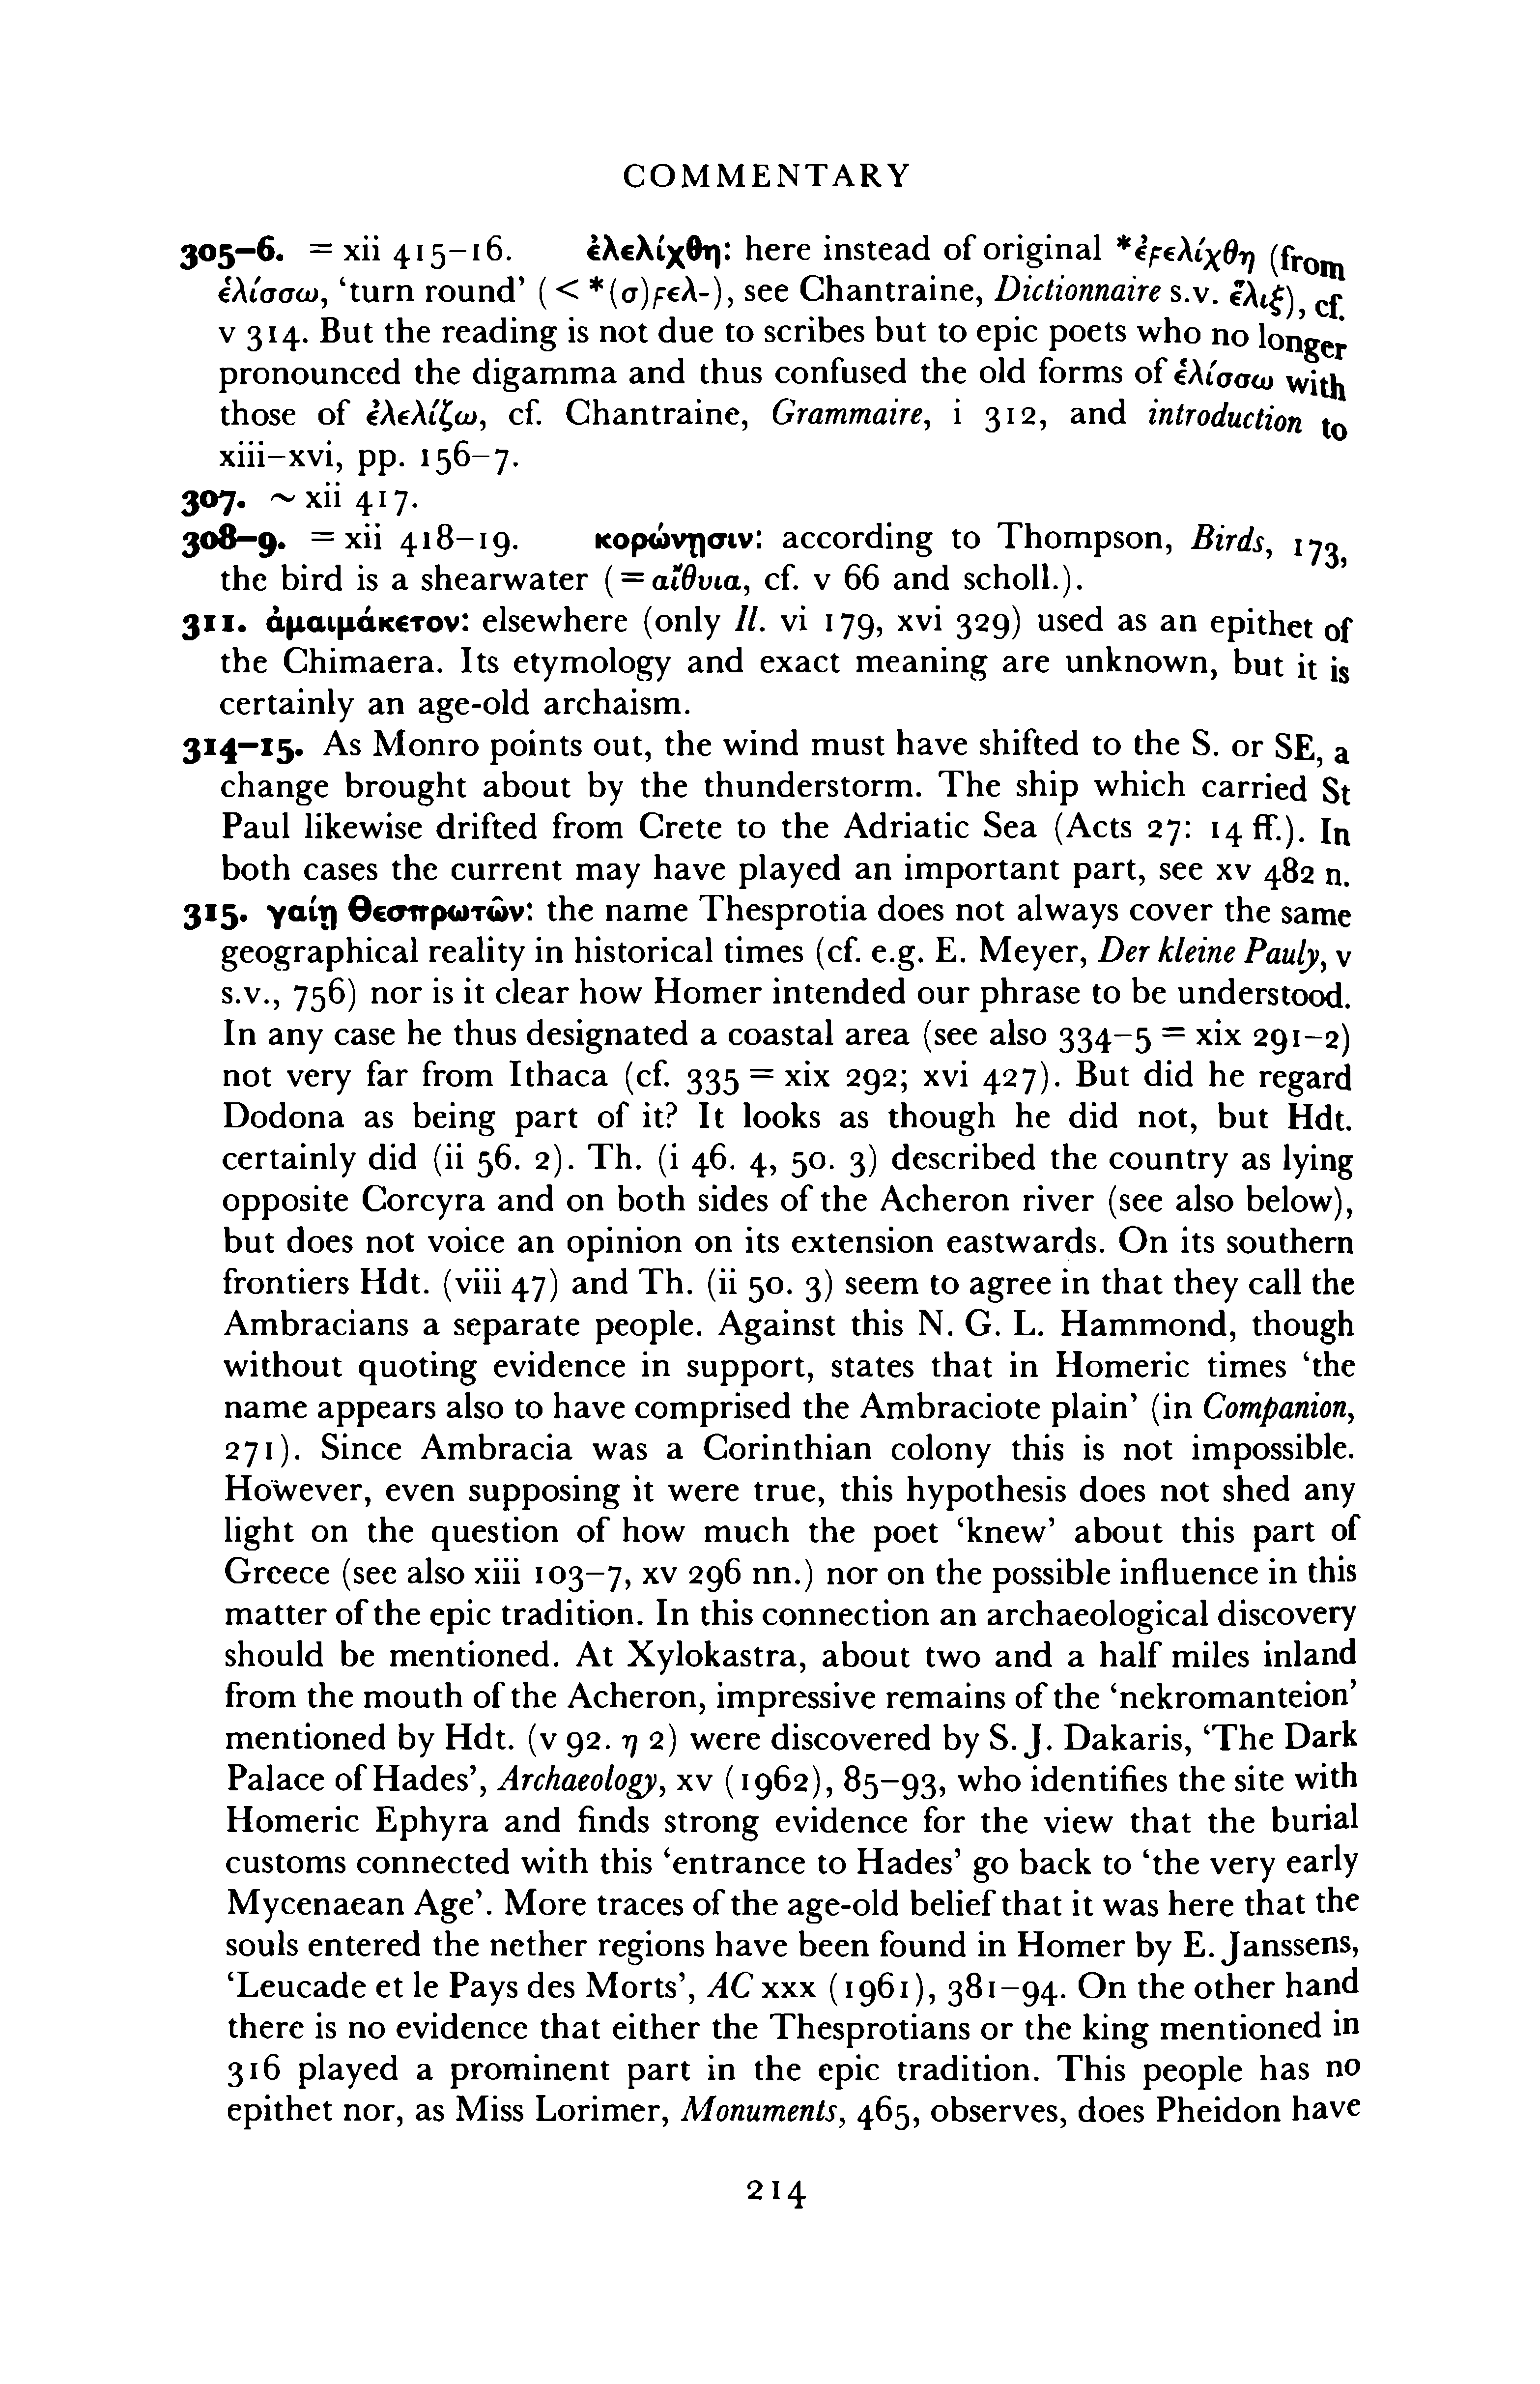 COMMENTARY
305–6. = xii 415–16. ἐλελίχθη: here instead of original *ἐϝελίχθη (from
ἑλίσσω, ‘turn round’ (< *(σ)ϝελ-), see Chantraine, Dictionnaire s.v. ἕλιξ), cf.
v 314. But the reading is not due to scribes but to epic poets who no longer
pronounced the digamma and thus confused the old forms of ἑλίσσω with
those of ἐλελίζω, cf. Chantraine, Grammaire, i 312, and introduction to
xiii–xvi, pp. 156–7.
307. ~ xii 417.
308–9. = xii 418–19. κορώνῃσιν: according to Thompson, Birds, 173,
the bird is a shearwater (= αἴθυια, cf. v 66 and scholl.).
311. ἀμαιμάκετον: elsewhere (only Il. vi 179, xvi 329) used as an epithet of
the Chimaera. Its etymology and exact meaning are unknown, but it is
certainly an age-old archaism.
314–15. As Monro points out, the wind must have shifted to the S. or SE, a
change brought about by the thunderstorm. The ship which carried St
Paul likewise drifted from Crete to the Adriatic Sea (Acts 27: 14 ff.). In
both cases the current may have played an important part, see xv 482 n.
315. γαίῃ Θεσπρωτῶν: the name Thesprotia does not always cover the same
geographical reality in historical times (cf. e.g. E. Meyer, Der kleine Pauly, v
s.v., 756) nor is it clear how Homer intended our phrase to be understood.
In any case he thus designated a coastal area (see also 334–5 = xix 291–2)
not very far from Ithaca (cf. 335 = xix 292; xvi 427). But did he regard
Dodona as being part of it? It looks as though he did not, but Hdt.
certainly did (ii 56. 2). Th. (i 46. 4, 50. 3) described the country as lying
opposite Corcyra and on both sides of the Acheron river (see also below),
but does not voice an opinion on its extension eastwards. On its southern
frontiers Hdt. (viii 47) and Th. (ii 50. 3) seem to agree in that they call the
Ambracians a separate people. Against this N. G. L. Hammond, though
without quoting evidence in support, states that in Homeric times ‘the
name appears also to have comprised the Ambraciote plain’ (in Companion,
271). Since Ambracia was a Corinthian colony this is not impossible.
However, even supposing it were true, this hypothesis does not shed any
light on the question of how much the poet ‘knew’ about this part of
Greece (see also xiii 103–7, xv 296 nn.) nor on the possible influence in this
matter of the epic tradition. In this connection an archaeological discovery
should be mentioned. At Xylokastra, about two and a half miles inland
from the mouth of the Acheron, impressive remains of the ‘nekromanteion’
mentioned by Hdt. (v 92. η 2) were discovered by S. J. Dakaris, ‘The Dark
Palace of Hades’, Archaeology, xv (1962), 85–93, who identifies the site with
Homeric Ephyra and finds strong evidence for the view that the burial
customs connected with this ‘entrance to Hades’ go back to ‘the very early
Mycenaean Age’. More traces of the age-old belief that it was here that the
souls entered the nether regions have been found in Homer by E. Janssens,
‘Leucade et le Pays des Morts’, AC xxx (1961), 381–94. On the other hand
there is no evidence that either the Thesprotians or the king mentioned in
316 played a prominent part in the epic tradition. This people has no
epithet nor, as Miss Lorimer, Monuments, 465, observes, does Pheidon have
214